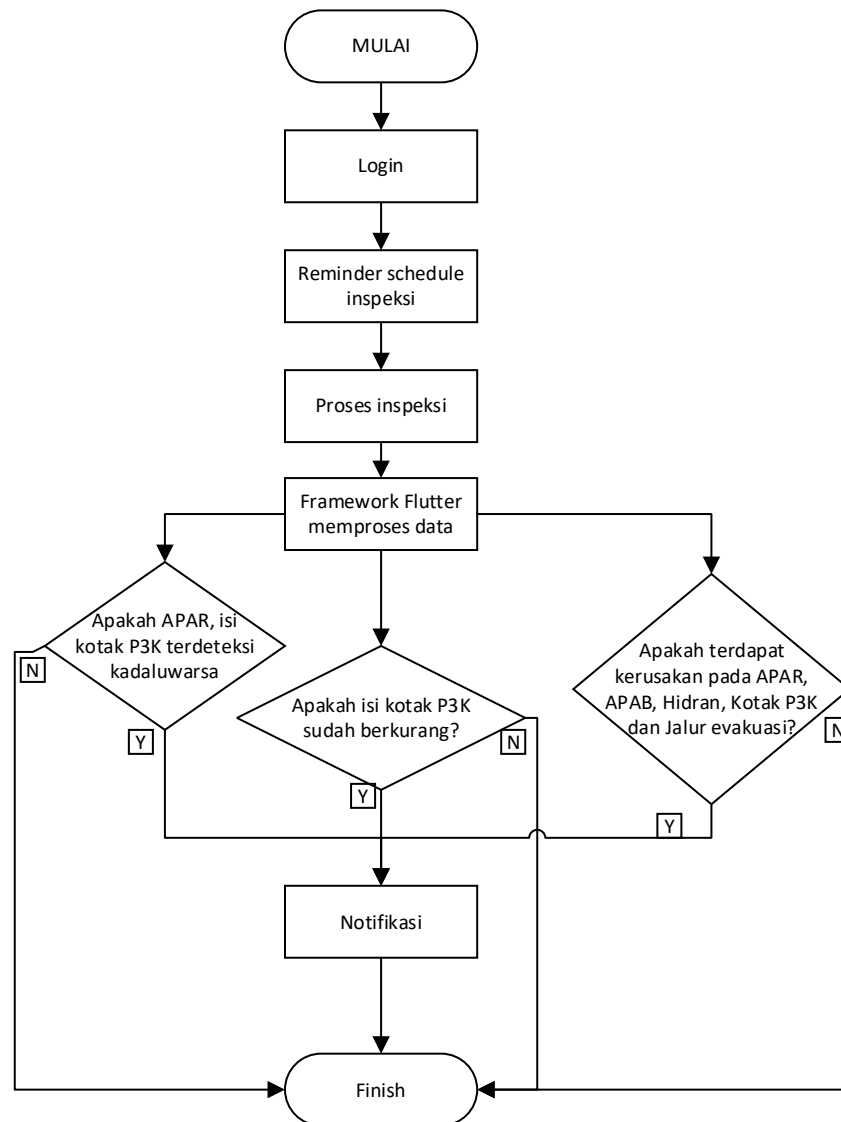 MULAI
Login
Reminder schedule
inspeksi
Proses inspeksi
Framework Flutter
memproses data
Apakah APAR, isi
kotak P3K terdeteksi
kadaluwarsa
N
Y
Apakah isi kotak P3K
sudah berkurang?
N
Y
Apakah terdapat
kerusakan pada APAR,
APAB, Hidran, Kotak P3K
dan Jalur evakuasi?
N
Y
Notifikasi
Finish